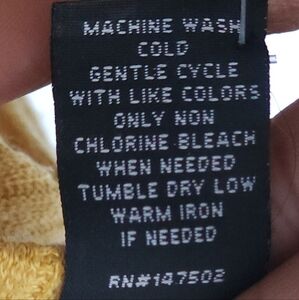 MACHINE WASH
COLD
GENTLE CYCLE
WITH LIKE COLORS
ONLY NON
CHLORINE BLEACH
WHEN NEEDED
TUMBLE DRY LOW
WARM IRON
IF NEEDED
RN#147502